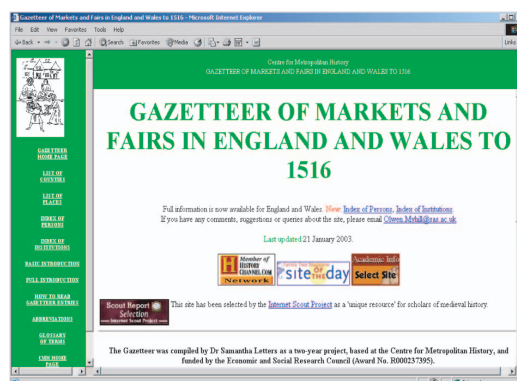 Gazetteer of Markets and Fairs in England and Wales to 1516 - Microsoft Internet Explorer
File Edit View Favorites Tools Help
Back Search Favorites Media Links
GAZETTEER
HOME PAGE
LIST OF
COUNTIES
LIST OF
PLACES
INDEX OF
PERSONS
INDEX OF
INSTITUTIONS
BASIC INTRODUCTION
FULL INTRODUCTION
HOW TO READ
GAZETTEER ENTRIES
ABBREVIATIONS
GLOSSARY
OF TERMS
CMH HOME
PAGE
Centre for Metropolitan History
GAZETTEER OF MARKETS AND FAIRS IN ENGLAND AND WALES TO 1516
GAZETTEER OF MARKETS AND
FAIRS IN ENGLAND AND WALES TO
1516
Full information is now available for England and Wales. New: Index of Persons, Index of Institutions.
If you have any comments, suggestions or queries about the site, please email Olwen.Myhill@sas.ac.uk
Last updated:21 January 2003.
Member of
HISTORY
CHANNEL.COM
Network
site OF THE day
Academic Info
Select Site
Scout Report
Selection
Internet Scout Project
This site has been selected by the Internet Scout Project as a 'unique resource' for scholars of medieval history.
The Gazetteer was compiled by Dr Samantha Letters as a two-year project, based at the Centre for Metropolitan History, and
funded by the Economic and Social Research Council (Award No. R000237395).